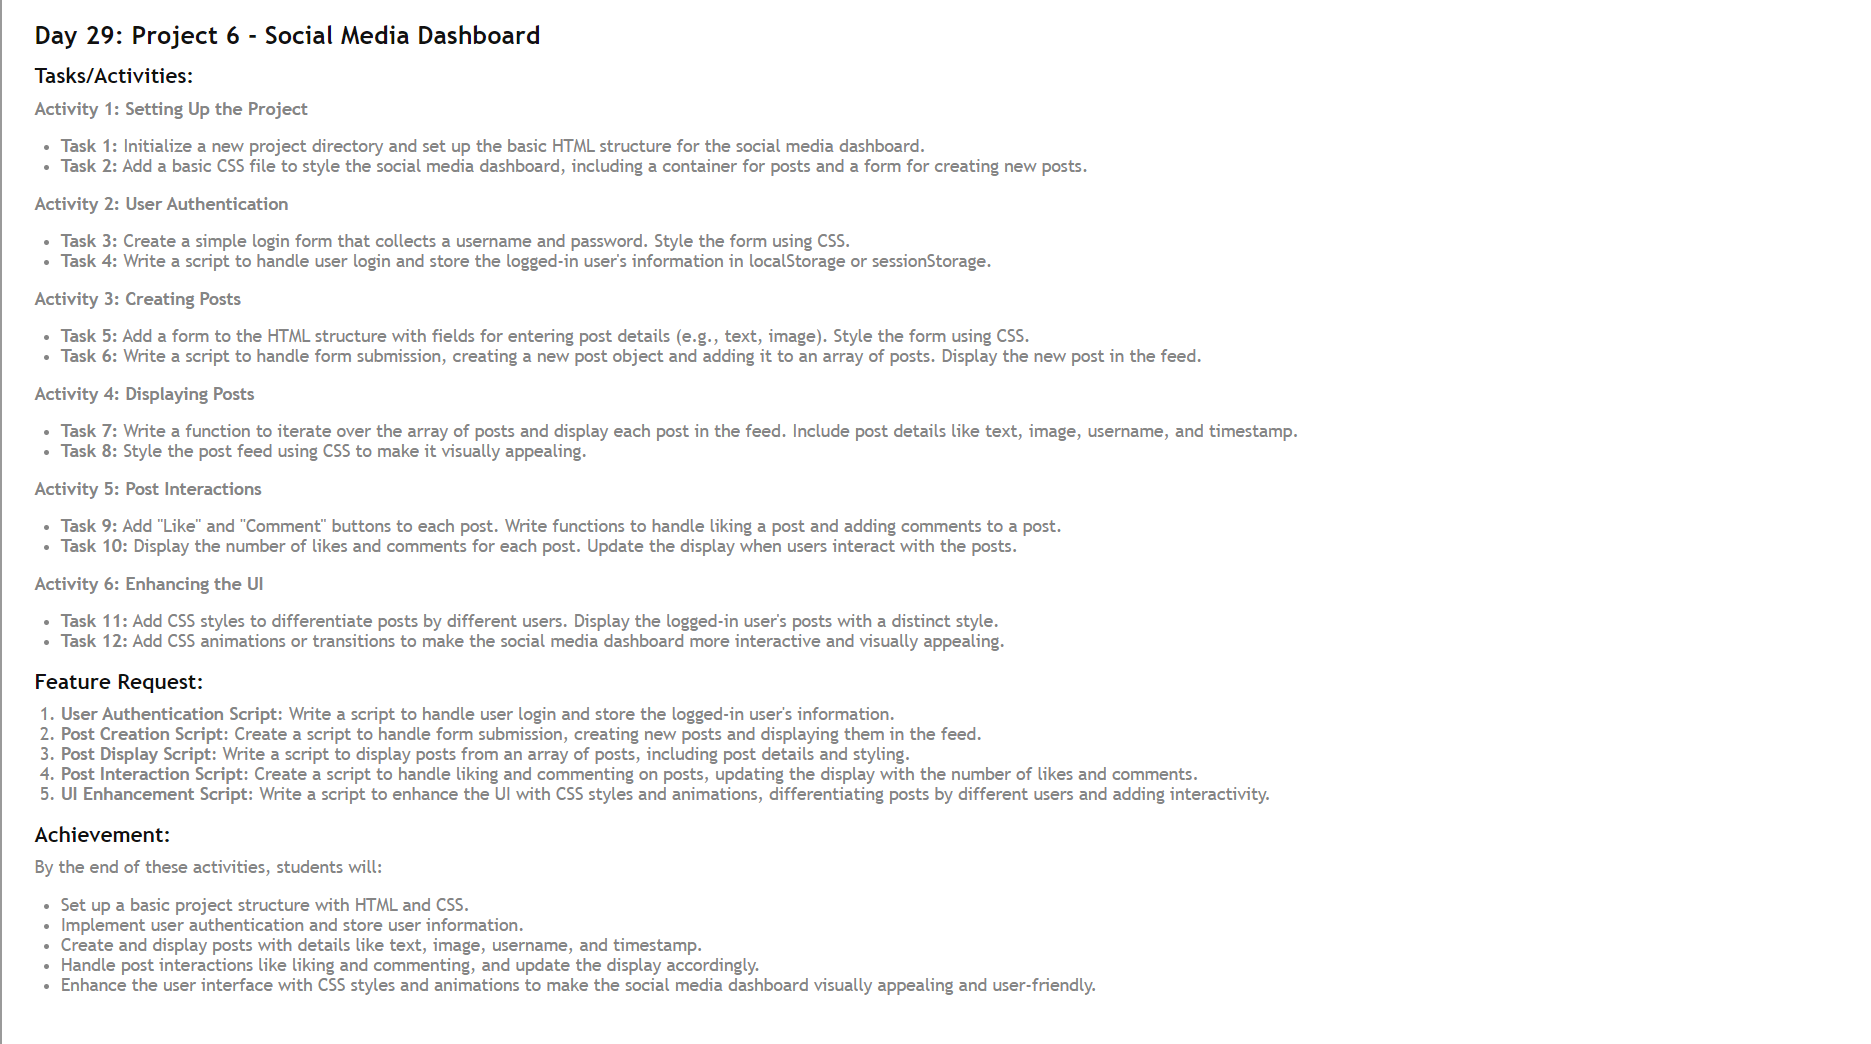 Day 29: Project 6 - Social Media Dashboard
Tasks/Activities:
Activity 1: Setting Up the Project
• Task 1: Initialize a new project directory and set up the basic HTML structure for the social media dashboard.
• Task 2: Add a basic CSS file to style the social media dashboard, including a container for posts and a form for creating new posts.
Activity 2: User Authentication
• Task 3: Create a simple login form that collects a username and password. Style the form using CSS.
• Task 4: Write a script to handle user login and store the logged-in user's information in localStorage or sessionStorage.
Activity 3: Creating Posts
• Task 5: Add a form to the HTML structure with fields for entering post details (e.g., text, image). Style the form using CSS.
• Task 6: Write a script to handle form submission, creating a new post object and adding it to an array of posts. Display the new post in the feed.
Activity 4: Displaying Posts
• Task 7: Write a function to iterate over the array of posts and display each post in the feed. Include post details like text, image, username, and timestamp.
• Task 8: Style the post feed using CSS to make it visually appealing.
Activity 5: Post Interactions
• Task 9: Add "Like" and "Comment" buttons to each post. Write functions to handle liking a post and adding comments to a post.
• Task 10: Display the number of likes and comments for each post. Update the display when users interact with the posts.
Activity 6: Enhancing the UI
• Task 11: Add CSS styles to differentiate posts by different users. Display the logged-in user's posts with a distinct style.
• Task 12: Add CSS animations or transitions to make the social media dashboard more interactive and visually appealing.
Feature Request:
1. User Authentication Script: Write a script to handle user login and store the logged-in user's information.
2. Post Creation Script: Create a script to handle form submission, creating new posts and displaying them in the feed.
3. Post Display Script: Write a script to display posts from an array of posts, including post details and styling.
4. Post Interaction Script: Create a script to handle liking and commenting on posts, updating the display with the number of likes and comments.
5. UI Enhancement Script: Write a script to enhance the UI with CSS styles and animations, differentiating posts by different users and adding interactivity.
Achievement:
By the end of these activities, students will:
• Set up a basic project structure with HTML and CSS.
• Implement user authentication and store user information.
• Create and display posts with details like text, image, username, and timestamp.
• Handle post interactions like liking and commenting, and update the display accordingly.
• Enhance the user interface with CSS styles and animations to make the social media dashboard visually appealing and user-friendly.